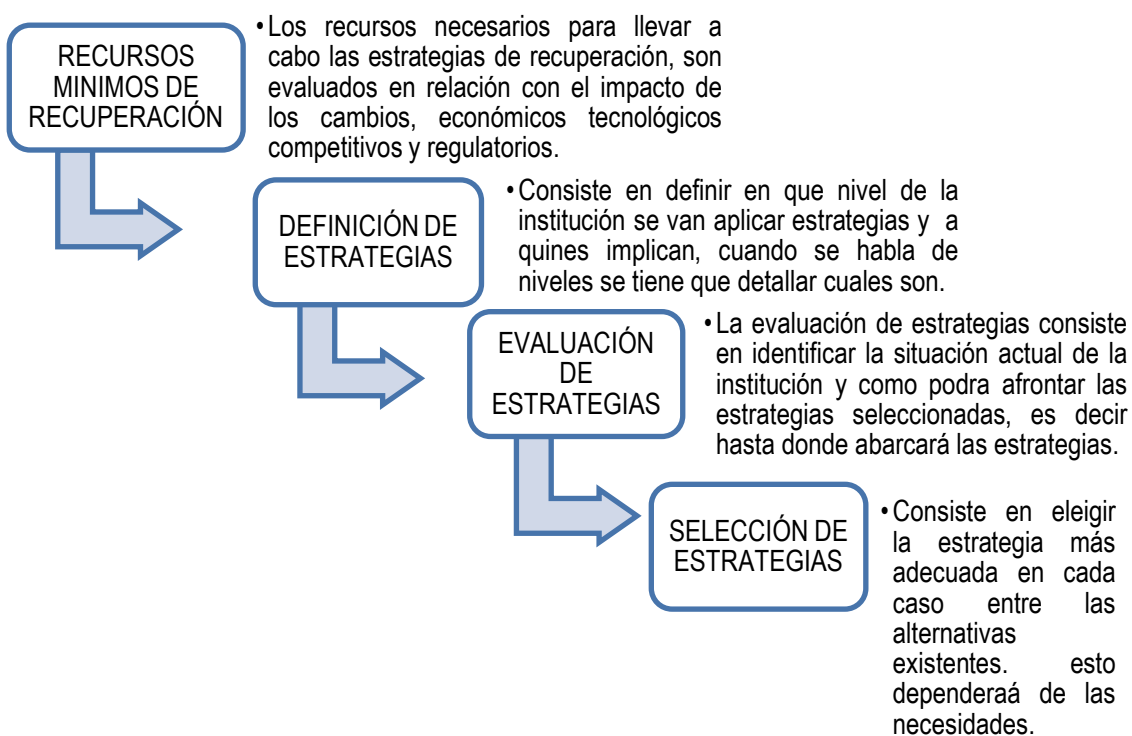 RECURSOS
MINIMOS DE
RECUPERACIÓN
•Los recursos necesarios para llevar a
cabo las estrategias de recuperación, son
evaluados en relación con el impacto de
los cambios, económicos tecnológicos
competitivos y regulatorios.
DEFINICIÓN DE
ESTRATEGIAS
•Consiste en definir en que nivel de la
institución se van aplicar estrategias y a
quines implican, cuando se habla de
niveles se tiene que detallar cuales son.
EVALUACIÓN
DE
ESTRATEGIAS
•La evaluación de estrategias consiste
en identificar la situación actual de la
institución y como podra afrontar las
estrategias seleccionadas, es decir
hasta donde abarcará las estrategias.
SELECCIÓN DE
ESTRATEGIAS
•Consiste en eleigir
la estrategia más
adecuada en cada
caso entre las
alternativas
existentes. esto
dependeraá de las
necesidades.